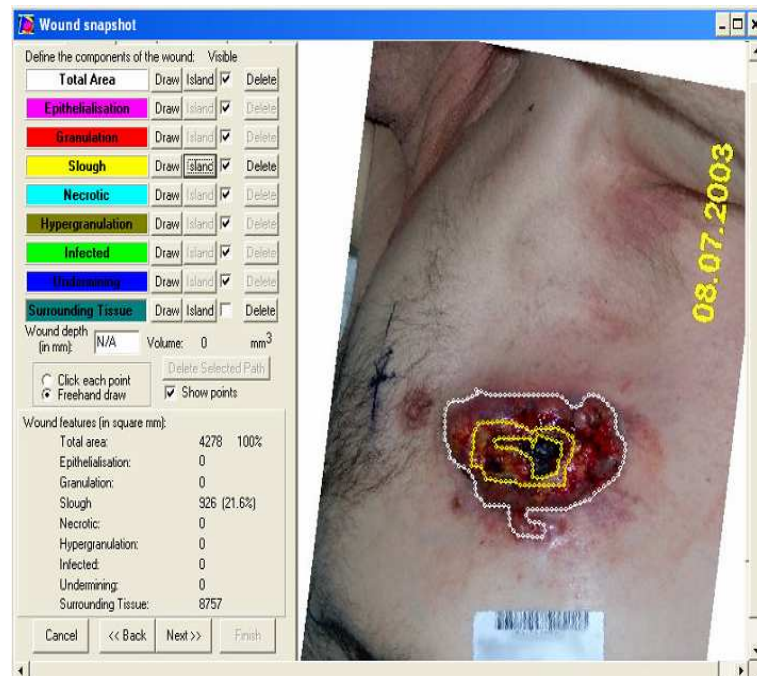 Wound snapshot
Define the components of the wound: Visible
Total Area Draw Island Delete
Epithelialisation Draw Island Delete
Granulation Draw Island Delete
Slough Draw Island Delete
Necrotic Draw Island Delete
Hypergranulation Draw Island Delete
Infected Draw Island Delete
Undermining Draw Island Delete
Surrounding Tissue Draw Island Delete
Wound depth (in mm): N/A Volume: 0 mm3
Delete Selected Path
Click each point
Freehand draw
Show points
Wound features (in square mm):
Total area: 4278 100%
Epithelialisation: 0
Granulation: 0
Slough 926 (21.6%)
Necrotic: 0
Hypergranulation: 0
Infected: 0
Undermining: 0
Surrounding Tissue: 8757
Cancel << Back Next >> Finish
08.07.2003